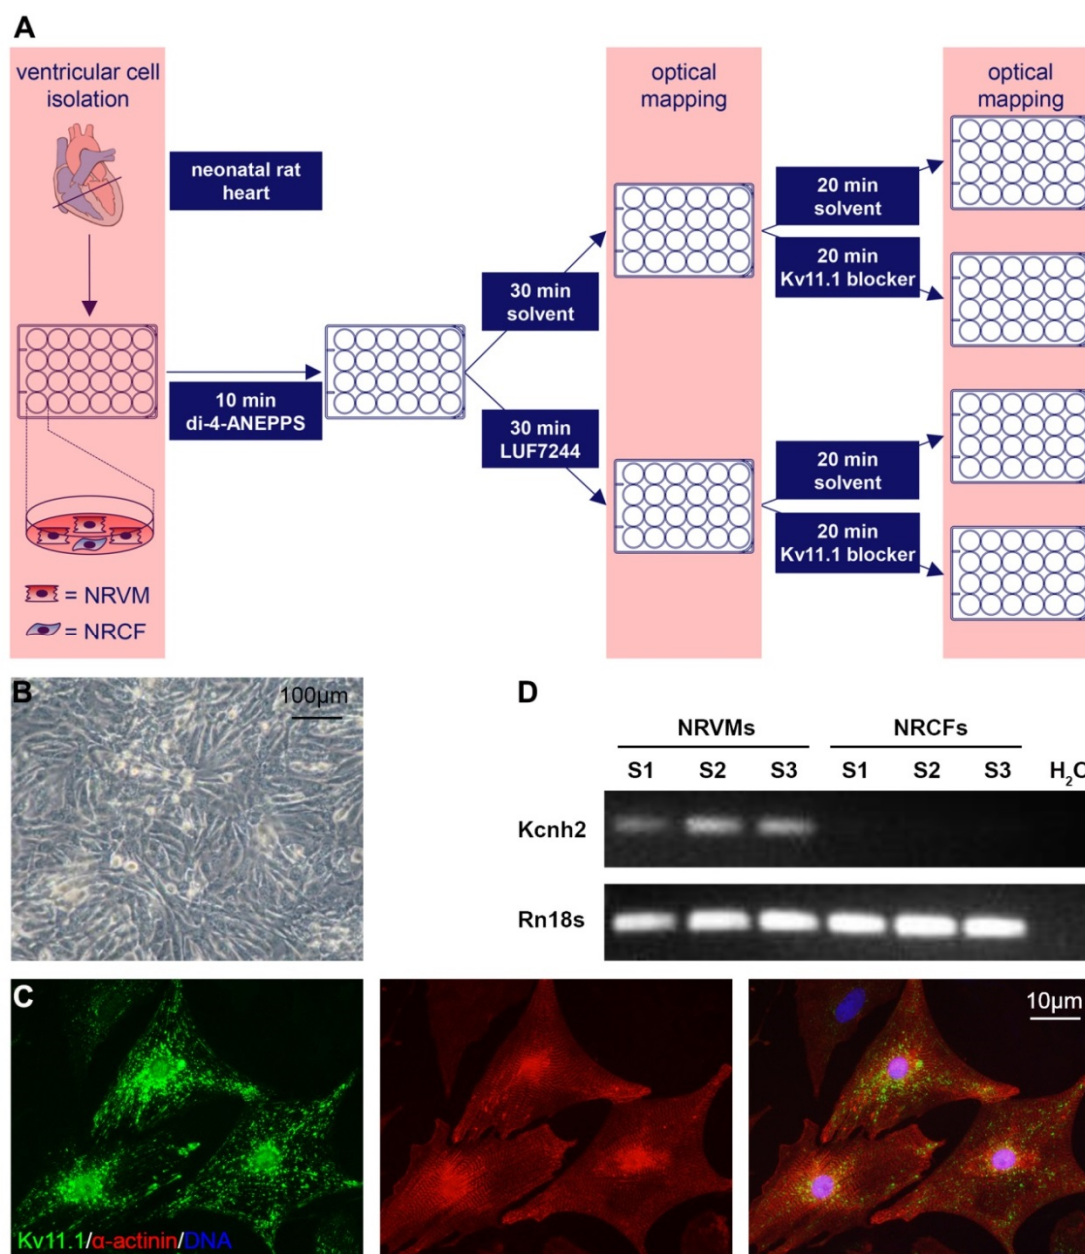 A
ventricular cell
isolation
neonatal rat
heart
10 min
di-4-ANEPPS
= NRVM
= NRCF
30 min
solvent
30 min
LUF7244
optical
mapping
20 min
solvent
20 min
Kv11.1 blocker
20 min
solvent
20 min
Kv11.1 blocker
optical
mapping
B
100µm
D
NRVMs NRCFs
S1 S2 S3 S1 S2 S3 H₂O
Kcnh2
Rn18s
C
Kv11.1/α-actinin/DNA
10µm